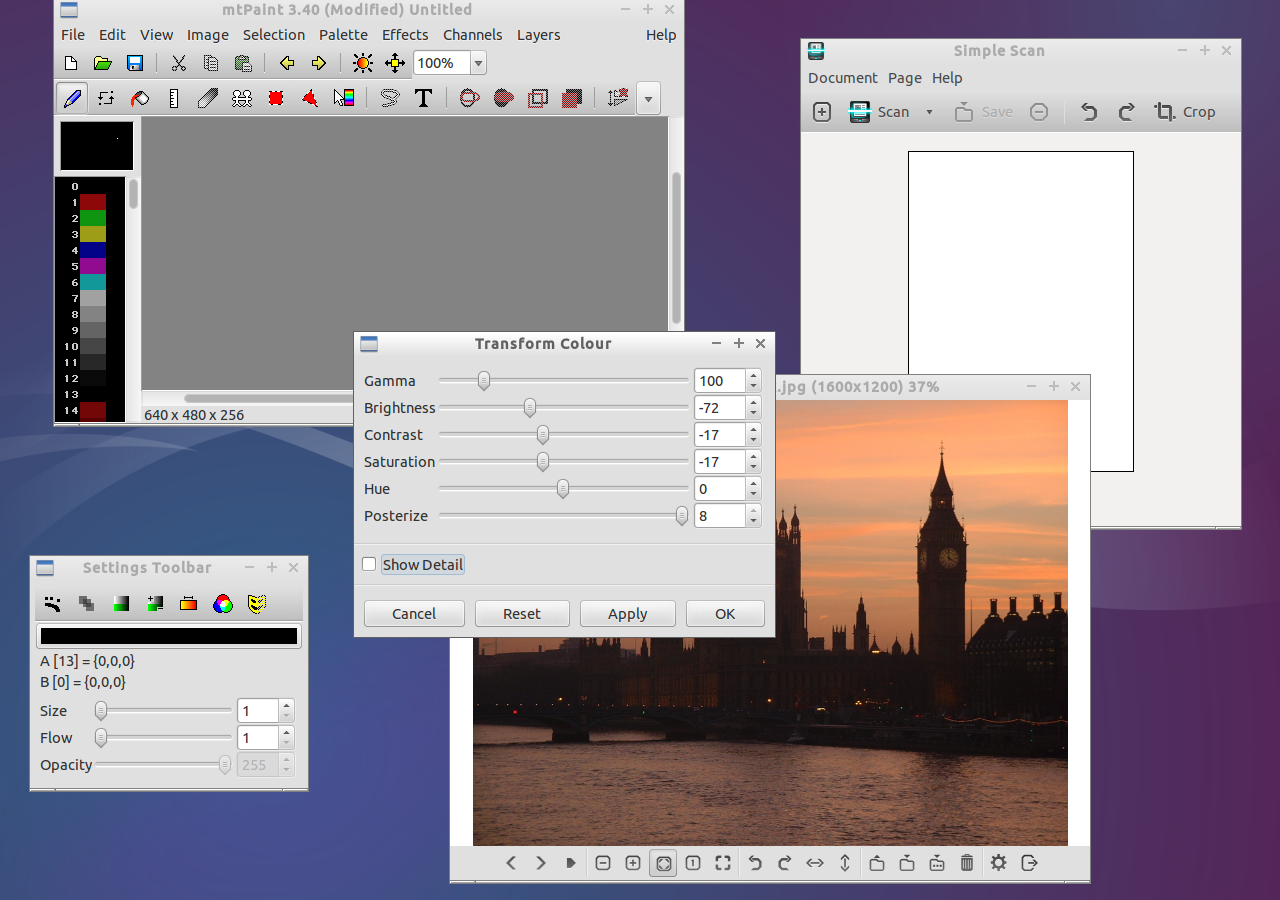 mtPaint 3.40 (Modified) Untitled
File Edit View Image Selection Palette Effects Channels Layers Help
100%
0
1
2
3
4
5
6
7
8
9
10
11
12
13
14
640 x 480 x 256
Simple Scan
Document Page Help
Scan Save Crop
Transform Colour
Gamma 100
Brightness -72
Contrast -17
Saturation -17
Hue 0
Posterize 8
Show Detail
Cancel Reset Apply OK
.jpg (1600x1200) 37%
1
Settings Toolbar
A [13] = {0,0,0}
B [0] = {0,0,0}
Size 1
Flow 1
Opacity 255